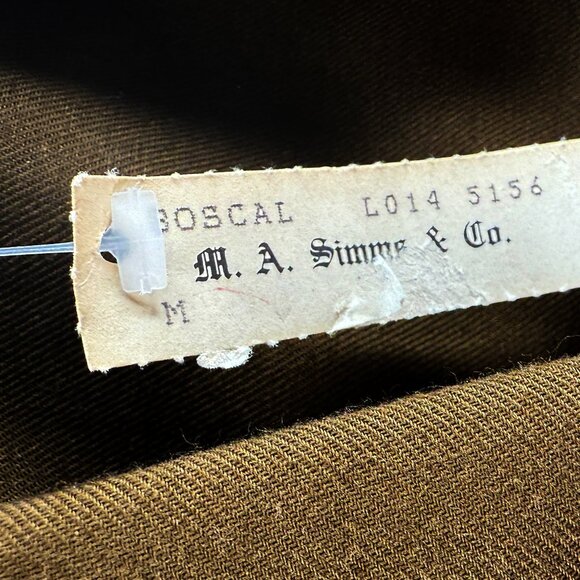 BOSCAL L014 5156
M. A. Simms & Co.
M